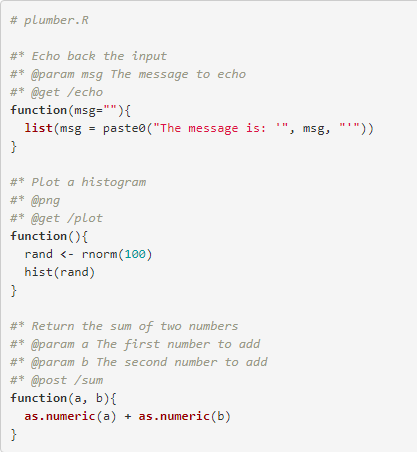 # plumber.R
#* Echo back the input
#* @param msg The message to echo
#* @get /echo
function(msg=""){
  list(msg = paste0("The message is: '", msg, "'"))
}
#* Plot a histogram
#* @png
#* @get /plot
function(){
  rand <- rnorm(100)
  hist(rand)
}
#* Return the sum of two numbers
#* @param a The first number to add
#* @param b The second number to add
#* @post /sum
function(a, b){
  as.numeric(a) + as.numeric(b)
}